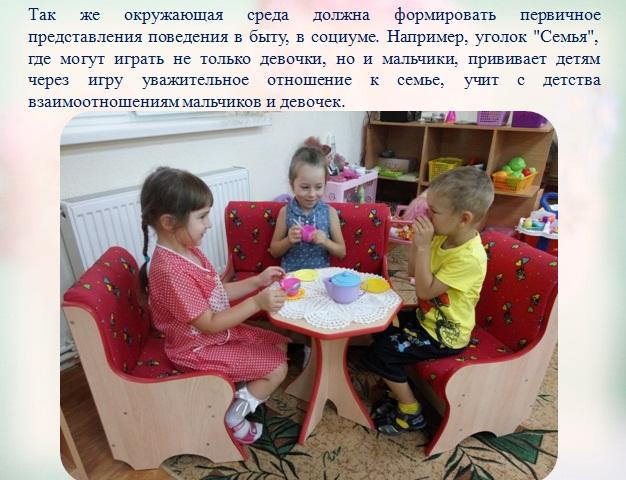 Так же окружающая среда должна формировать первичное
представления поведения в быту, в социуме. Например, уголок "Семья",
где могут играть не только девочки, но и мальчики, прививает детям
через игру уважительное отношение к семье, учит с детства
взаимоотношениям мальчиков и девочек.